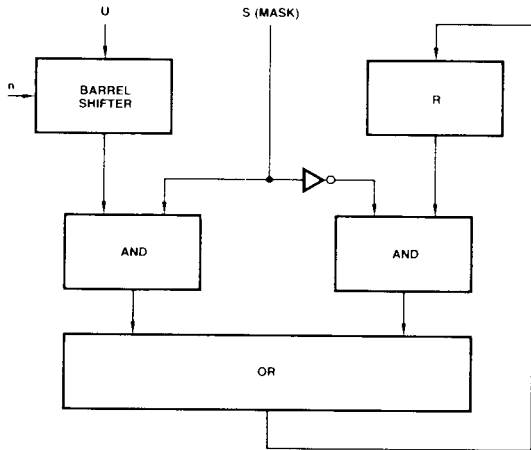 U
S (MASK)
n
BARREL
SHIFTER
R
AND
AND
OR